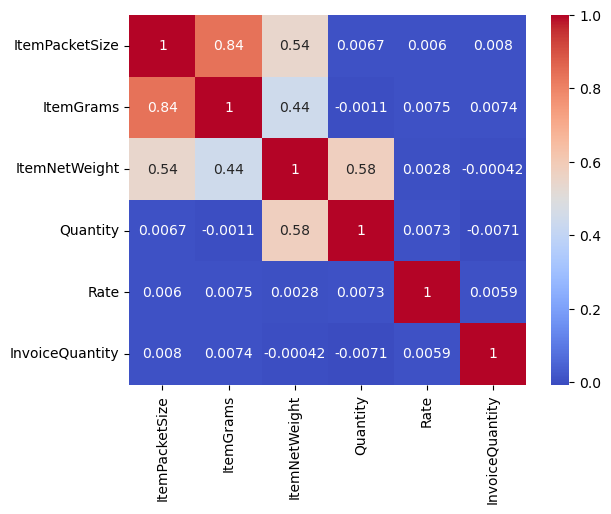 ItemPacketSize 1 0.84 0.54 0.0067 0.006 0.008
ItemGrams 0.84 1 0.44 -0.0011 0.0075 0.0074
ItemNetWeight 0.54 0.44 1 0.58 0.0028 -0.00042
Quantity 0.0067 -0.0011 0.58 1 0.0073 -0.0071
Rate 0.006 0.0075 0.0028 0.0073 1 0.0059
InvoiceQuantity 0.008 0.0074 -0.00042 -0.0071 0.0059 1
ItemPacketSize
ItemGrams
ItemNetWeight
Quantity
Rate
InvoiceQuantity
1.0
0.8
0.6
0.4
0.2
0.0